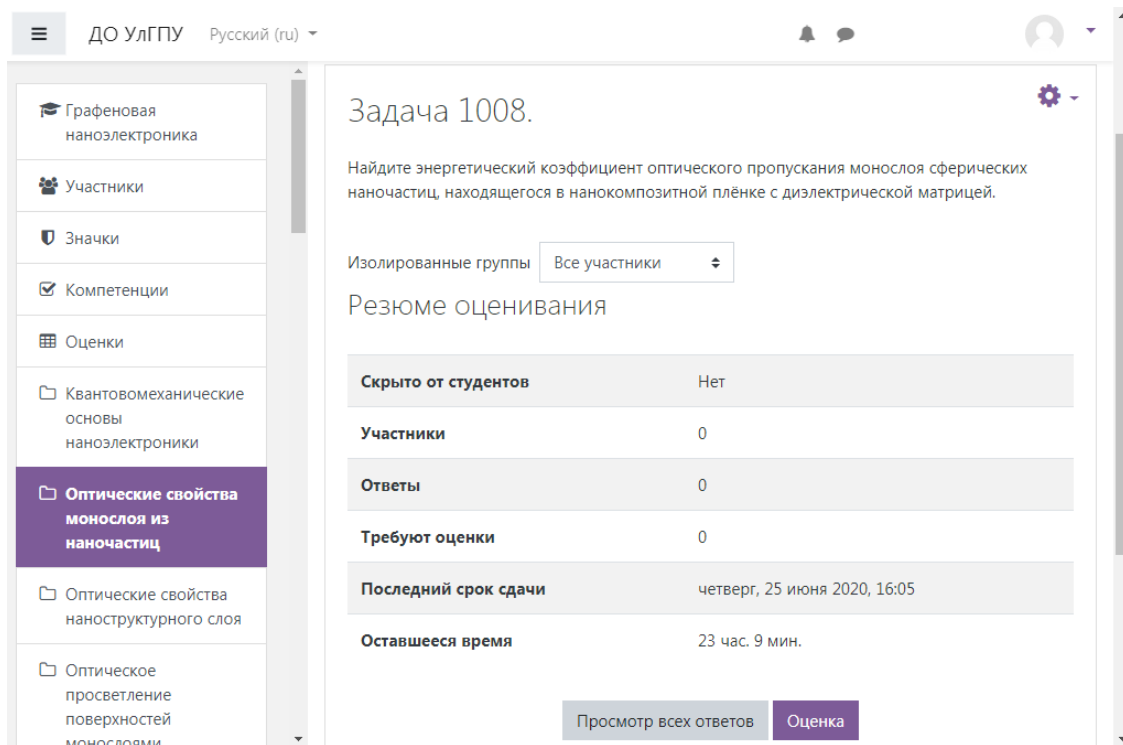 ДО УлГПУ
Русский (ru)
Графеновая
наноэлектроника
Участники
Значки
Компетенции
Оценки
Квантовомеханические
основы
наноэлектроники
Оптические свойства
монослоя из
наночастиц
Оптические свойства
наноструктурного слоя
Оптическое
просветление
поверхностей
монослоями
Задача 1008.
Найдите энергетический коэффициент оптического пропускания монослоя сферических
наночастиц, находящегося в нанокомпозитной плёнке с диэлектрической матрицей.
Изолированные группы Все участники
Резюме оценивания
Скрыто от студентов Нет
Участники 0
Ответы 0
Требуют оценки 0
Последний срок сдачи четверг, 25 июня 2020, 16:05
Оставшееся время 23 час. 9 мин.
Просмотр всех ответов Оценка